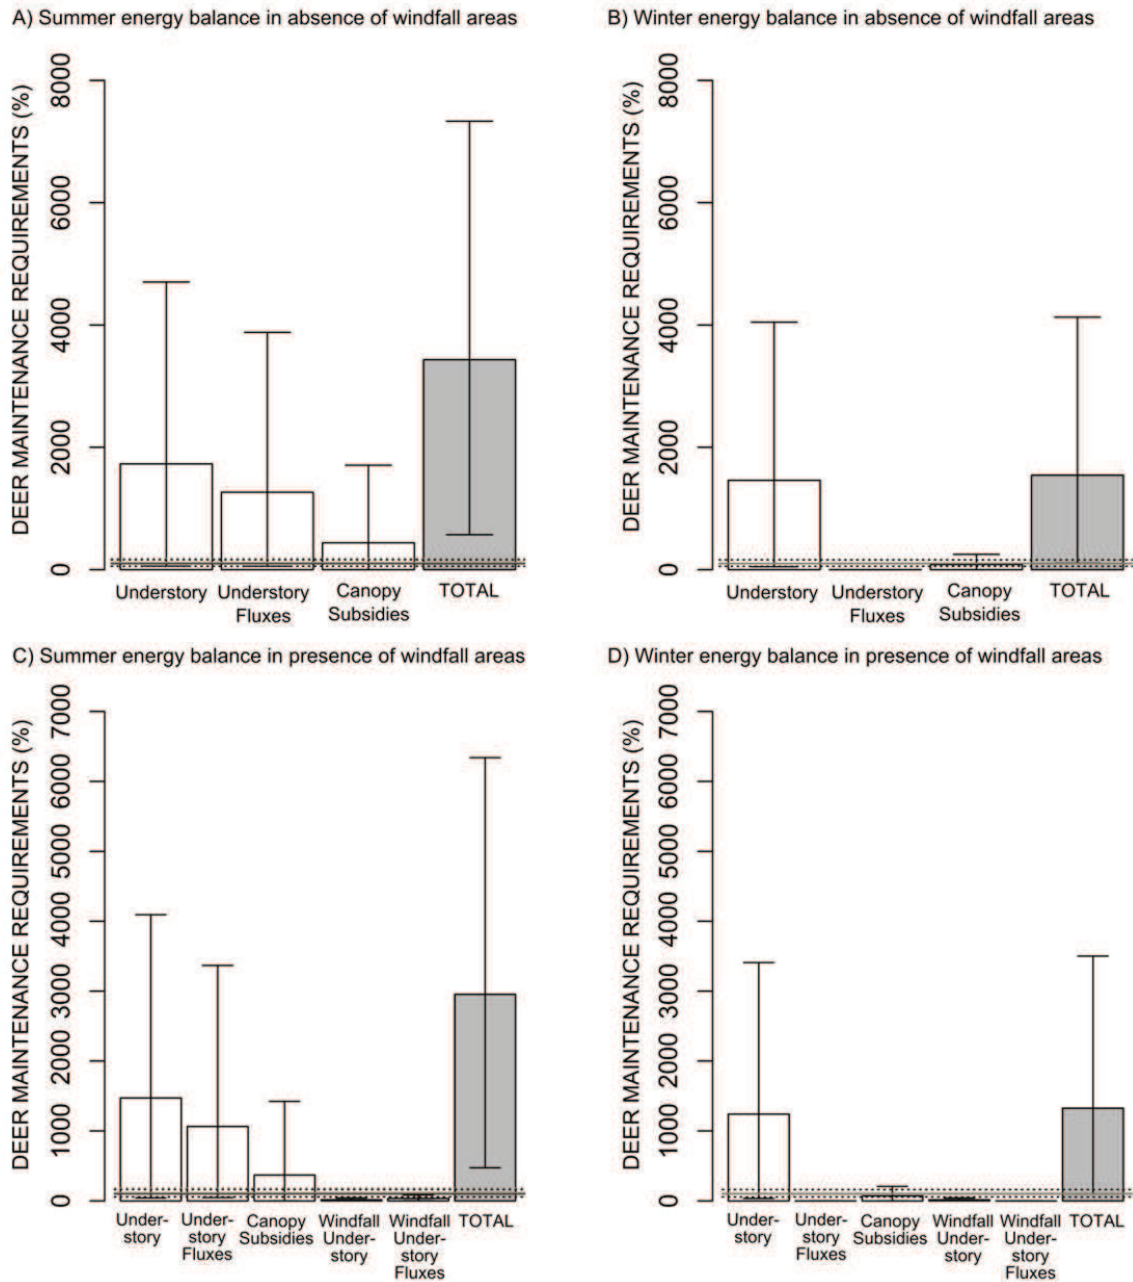 A) Summer energy balance in absence of windfall areas
DEER MAINTENANCE REQUIREMENTS (%)
8000
6000
4000
2000
0
Understory
Understory
Fluxes
Canopy
Subsidies
TOTAL
B) Winter energy balance in absence of windfall areas
DEER MAINTENANCE REQUIREMENTS (%)
8000
6000
4000
2000
0
Understory
Understory
Fluxes
Canopy
Subsidies
TOTAL
C) Summer energy balance in presence of windfall areas
DEER MAINTENANCE REQUIREMENTS (%)
7000
6000
5000
4000
3000
2000
1000
0
Under-
story
Under-
story
Fluxes
Canopy
Subsidies
Windfall
Under-
story
Windfall
Under-
story
Fluxes
TOTAL
D) Winter energy balance in presence of windfall areas
DEER MAINTENANCE REQUIREMENTS (%)
7000
6000
5000
4000
3000
2000
1000
0
Under-
story
Under-
story
Fluxes
Canopy
Subsidies
Windfall
Under-
story
Windfall
Under-
story
Fluxes
TOTAL